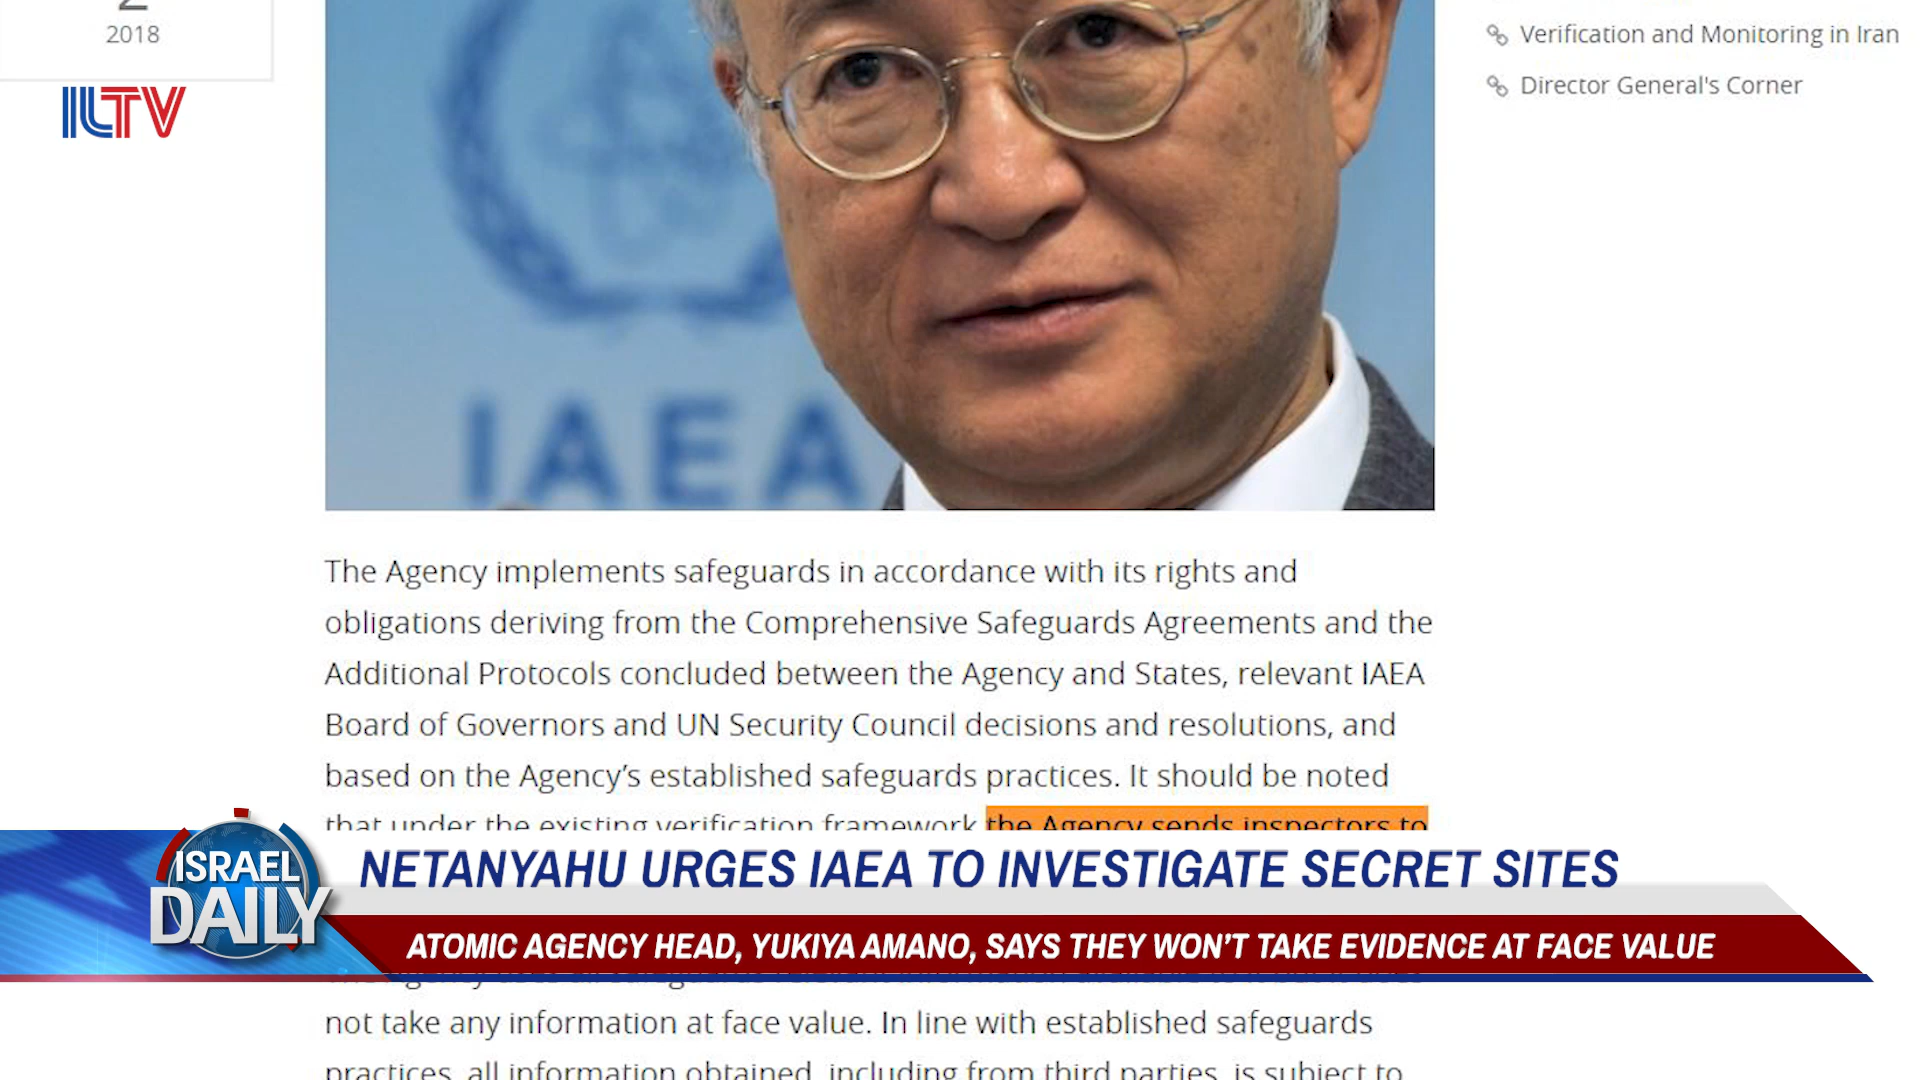 2
2018
ILTV
Verification and Monitoring in Iran
Director General's Corner
IAEA
The Agency implements safeguards in accordance with its rights and
obligations deriving from the Comprehensive Safeguards Agreements and the
Additional Protocols concluded between the Agency and States, relevant IAEA
Board of Governors and UN Security Council decisions and resolutions, and
based on the Agency’s established safeguards practices. It should be noted
that under the existing verification framework the Agency sends inspectors to
ISRAEL
DAILY
NETANYAHU URGES IAEA TO INVESTIGATE SECRET SITES
ATOMIC AGENCY HEAD, YUKIYA AMANO, SAYS THEY WON’T TAKE EVIDENCE AT FACE VALUE
not take any information at face value. In line with established safeguards
practices, all information obtained, including from third parties, is subject to